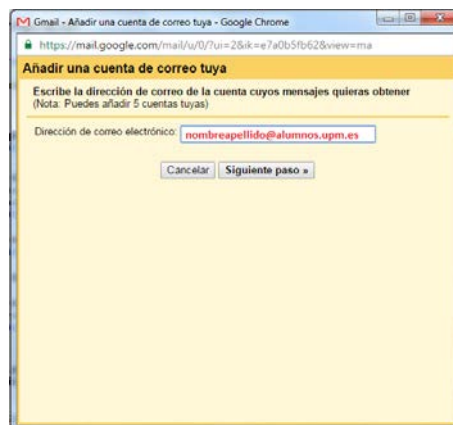 Gmail - Añadir una cuenta de correo tuya - Google Chrome
https://mail.google.com/mail/u/0/?ui=2&ik=e7a0b5fb62&view=ma
Añadir una cuenta de correo tuya
Escribe la dirección de correo de la cuenta cuyos mensajes quieras obtener
(Nota: Puedes añadir 5 cuentas tuyas)
Dirección de correo electrónico: nombreapellido@alumnos.upm.es
Cancelar Siguiente paso »